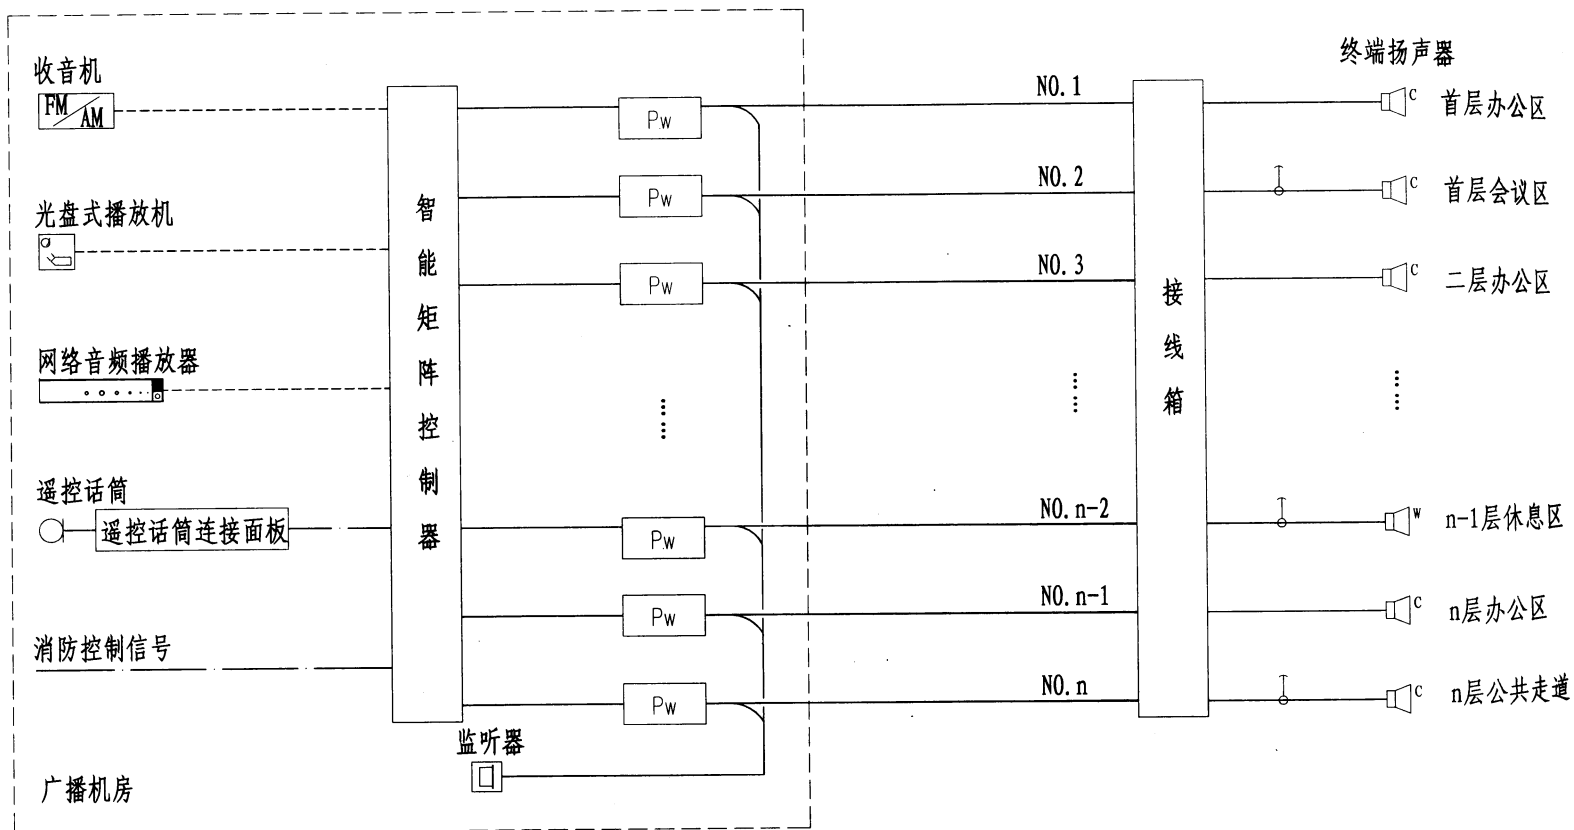 终端扬声器
收音机
FM/AM
NO.1
C
首层办公区
Pw
NO.2
C
首层会议区
Pw
光盘式播放机
NO.3
C
二层办公区
Pw
智能矩阵控制器
接线箱
网络音频播放器
遥控话筒
遥控话筒连接面板
NO.n-2
W
n-1层休息区
Pw
NO.n-1
C
n层办公区
Pw
消防控制信号
NO.n
C
n层公共走道
Pw
监听器
广播机房